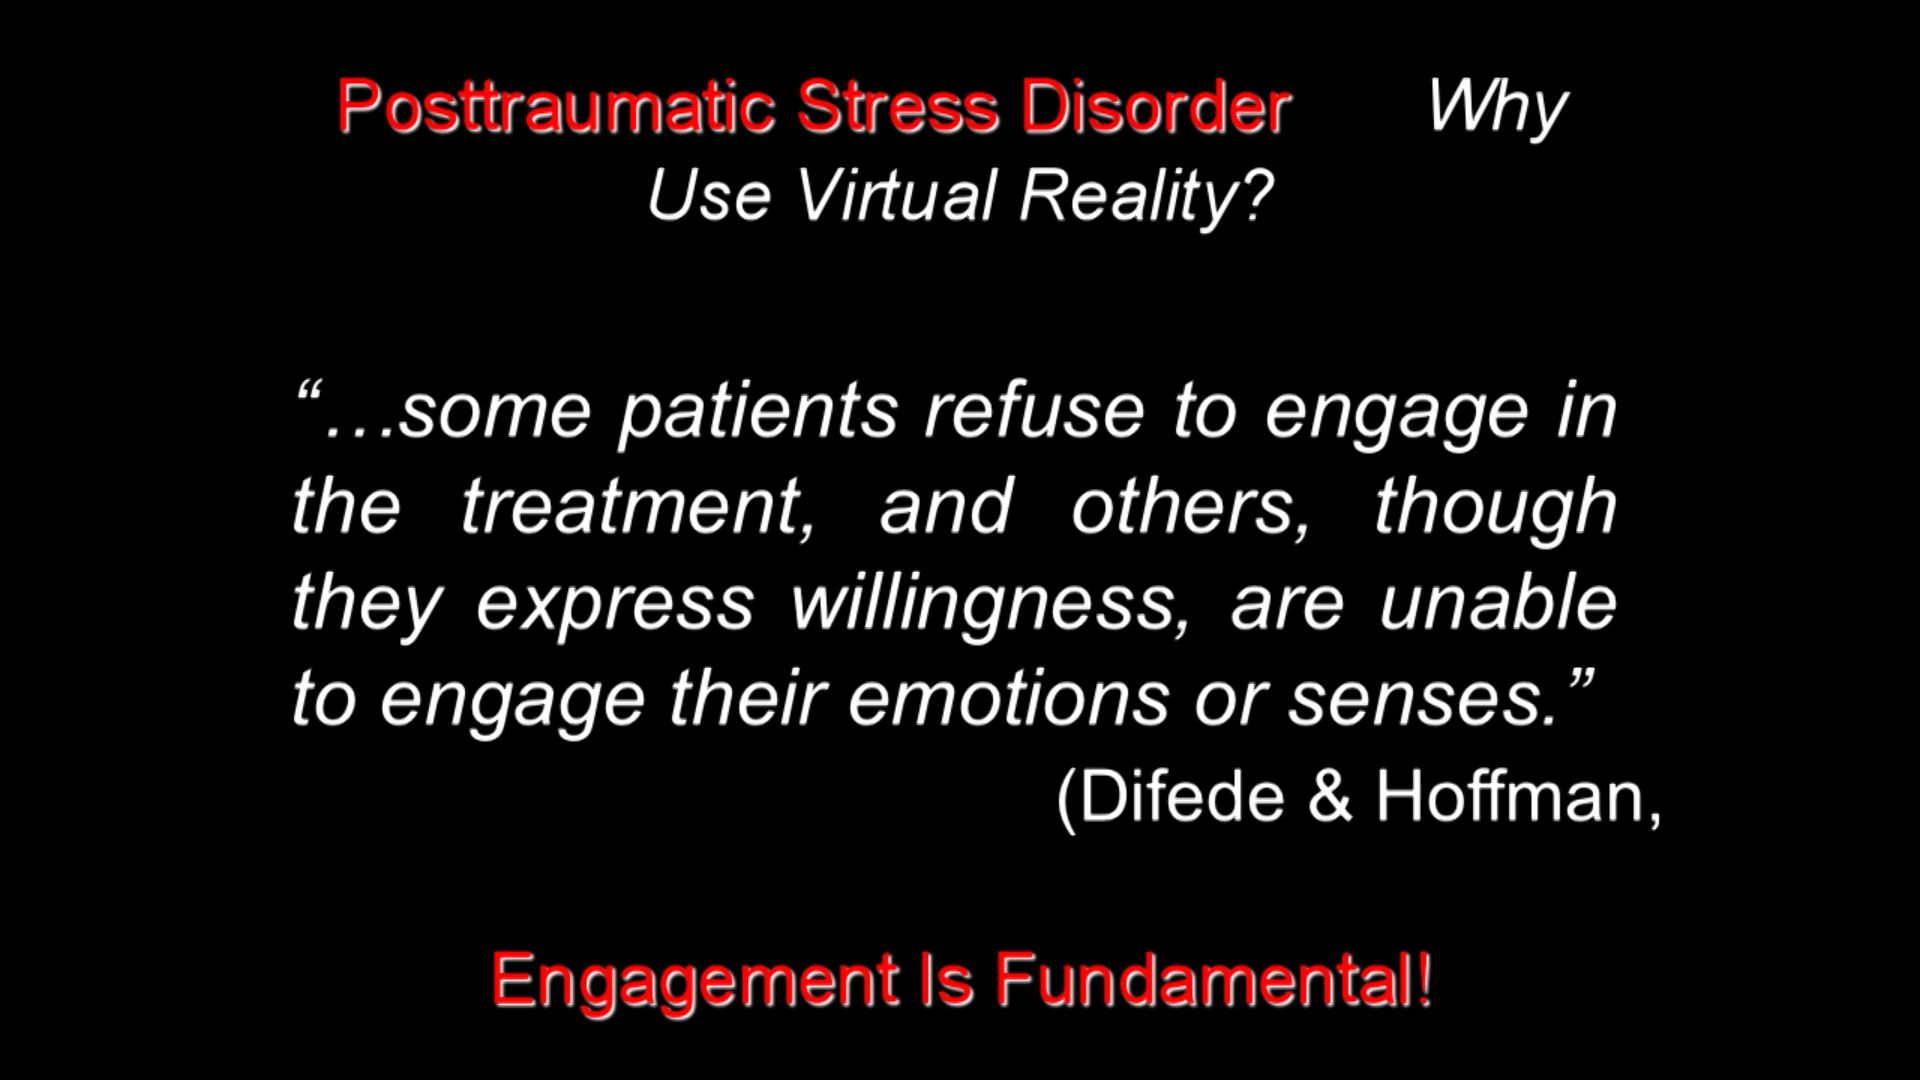 Posttraumatic Stress Disorder Why
Use Virtual Reality?
“…some patients refuse to engage in
the treatment, and others, though
they express willingness, are unable
to engage their emotions or senses.”
(Difede & Hoffman,
Engagement Is Fundamental!